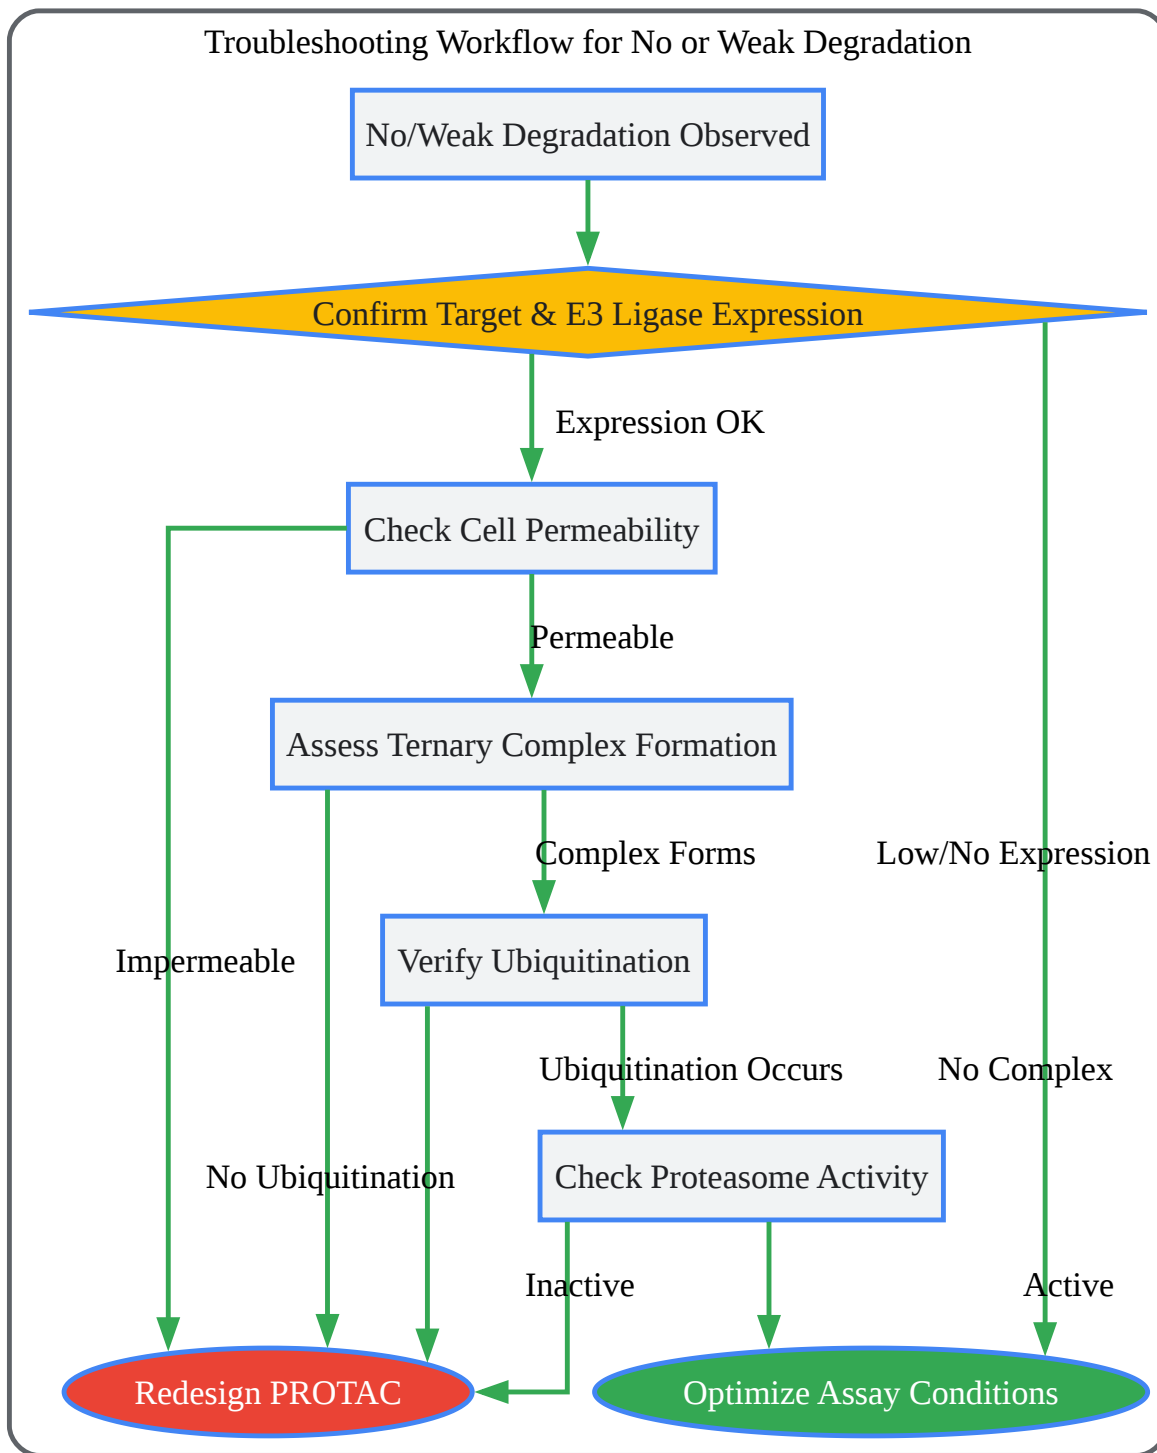 Troubleshooting Workflow for No or Weak Degradation
No/Weak Degradation Observed
Confirm Target & E3 Ligase Expression
Expression OK
Check Cell Permeability
Permeable
Assess Ternary Complex Formation
Complex Forms
Low/No Expression
Impermeable
Verify Ubiquitination
Ubiquitination Occurs
No Complex
No Ubiquitination
Check Proteasome Activity
Inactive
Active
Redesign PROTAC
Optimize Assay Conditions